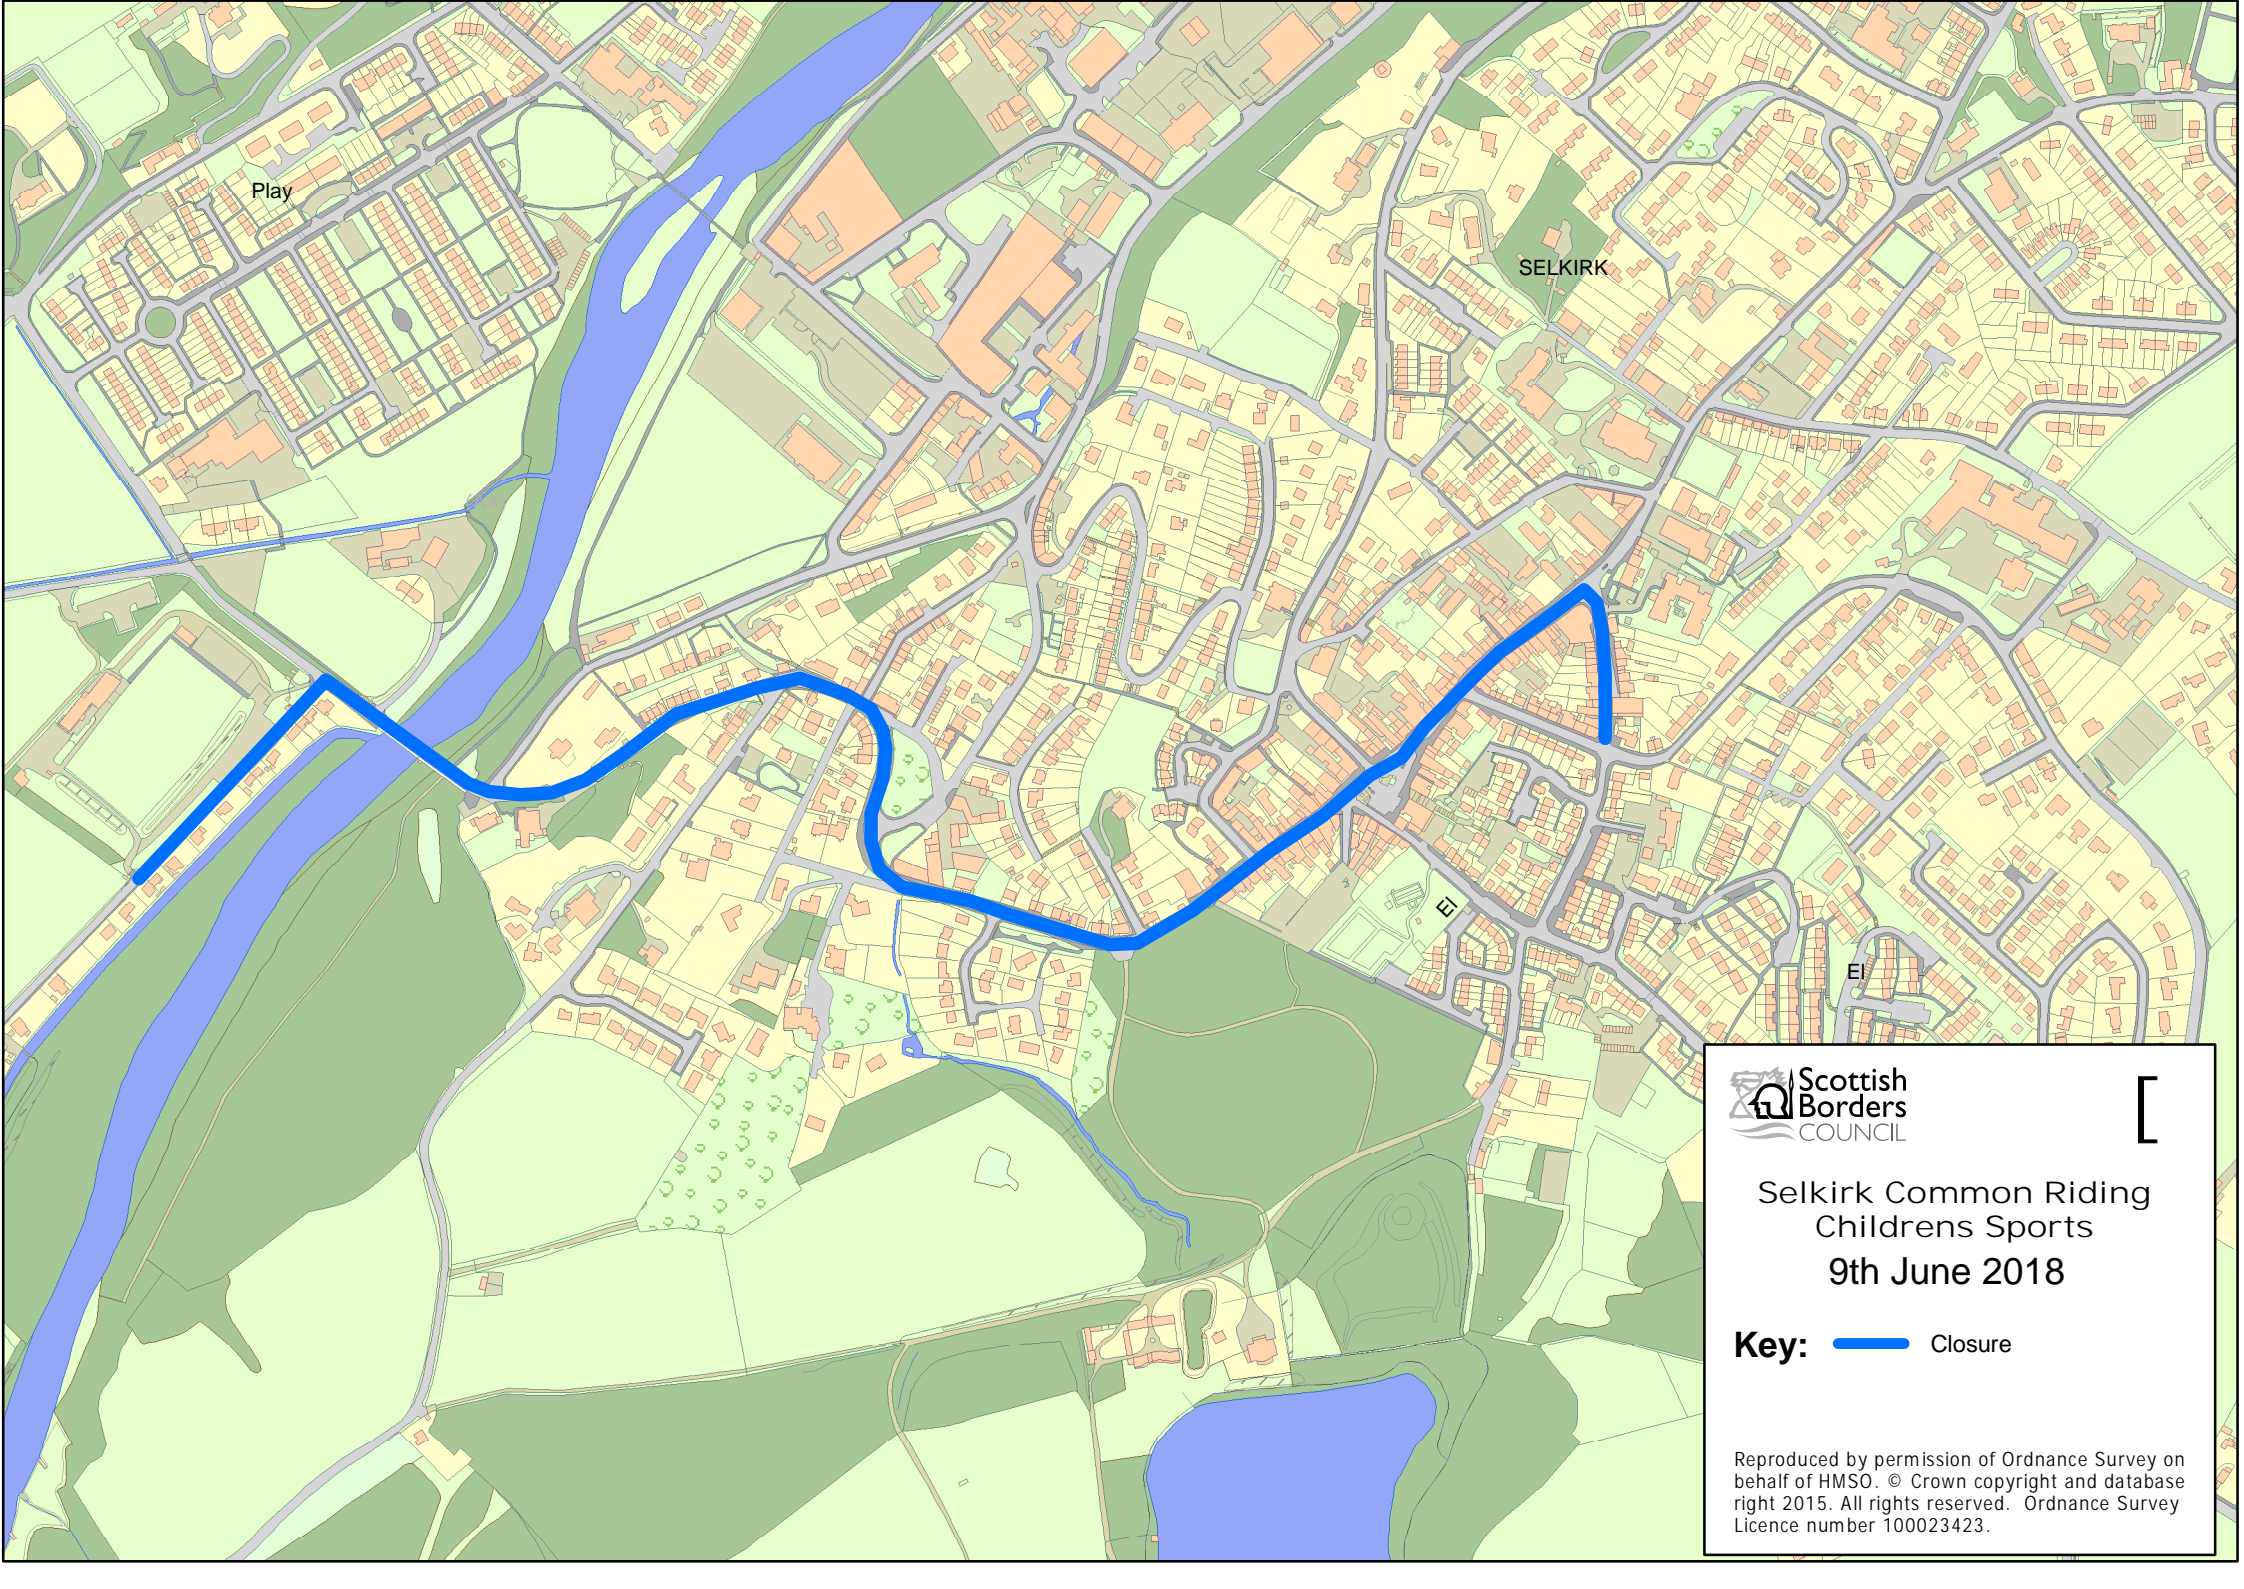 Play
SELKIRK
El
El
Scottish
Borders
COUNCIL
[
Selkirk Common Riding
Childrens Sports
9th June 2018
Key:
Closure
Reproduced by permission of Ordnance Survey on
behalf of HMSO. © Crown copyright and database
right 2015. All rights reserved. Ordnance Survey
Licence number 100023423.